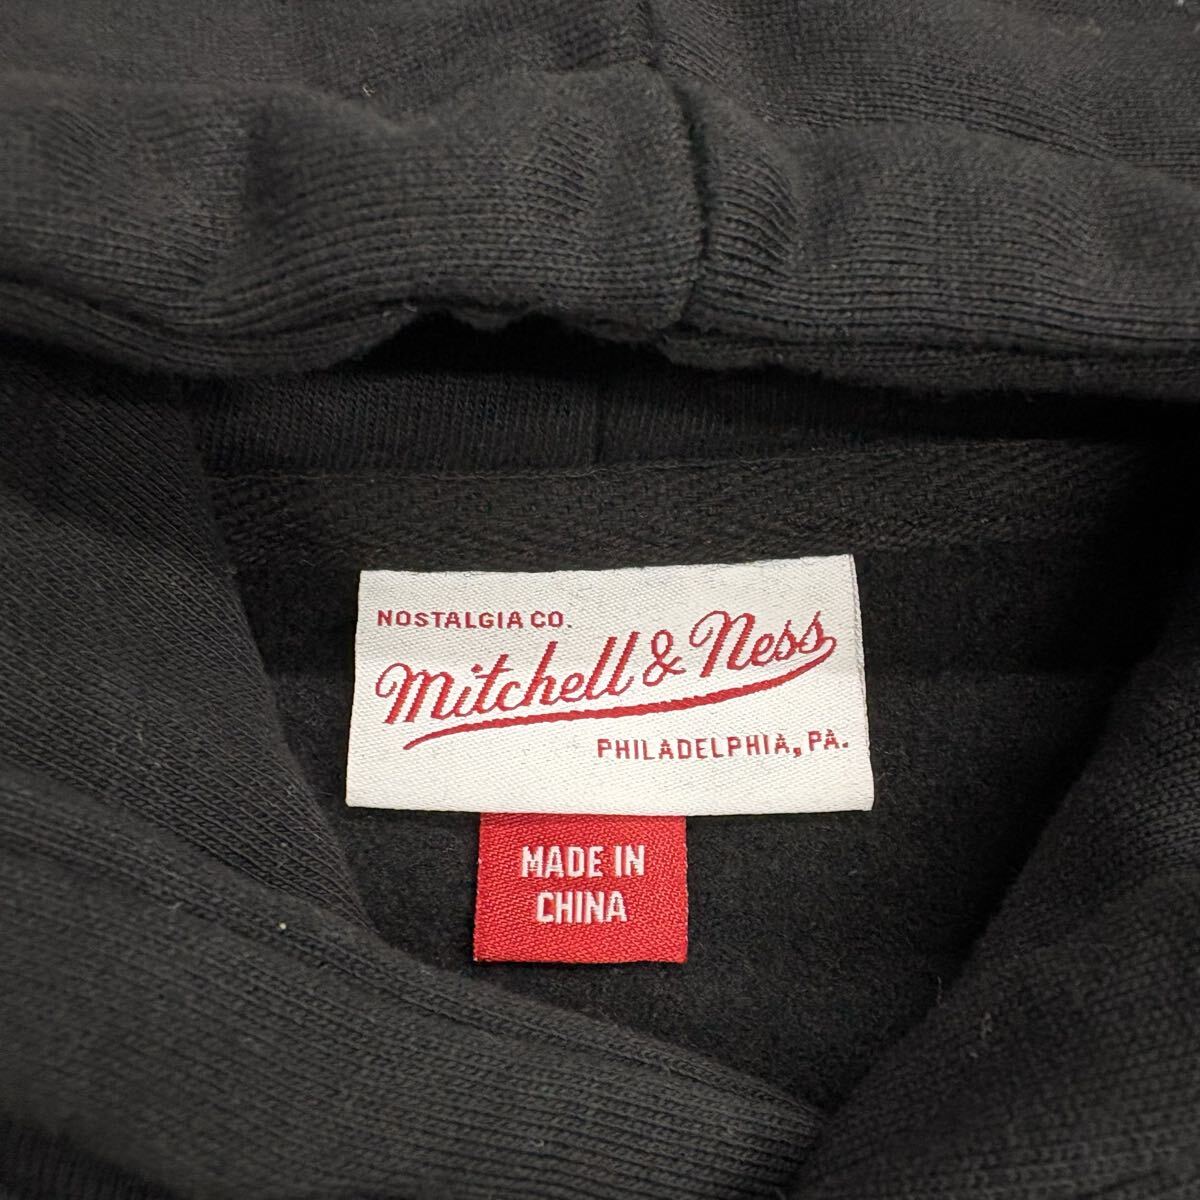 NOSTALGIA CO.
Mitchell & Ness
PHILADELPHIA, PA.
MADE IN
CHINA